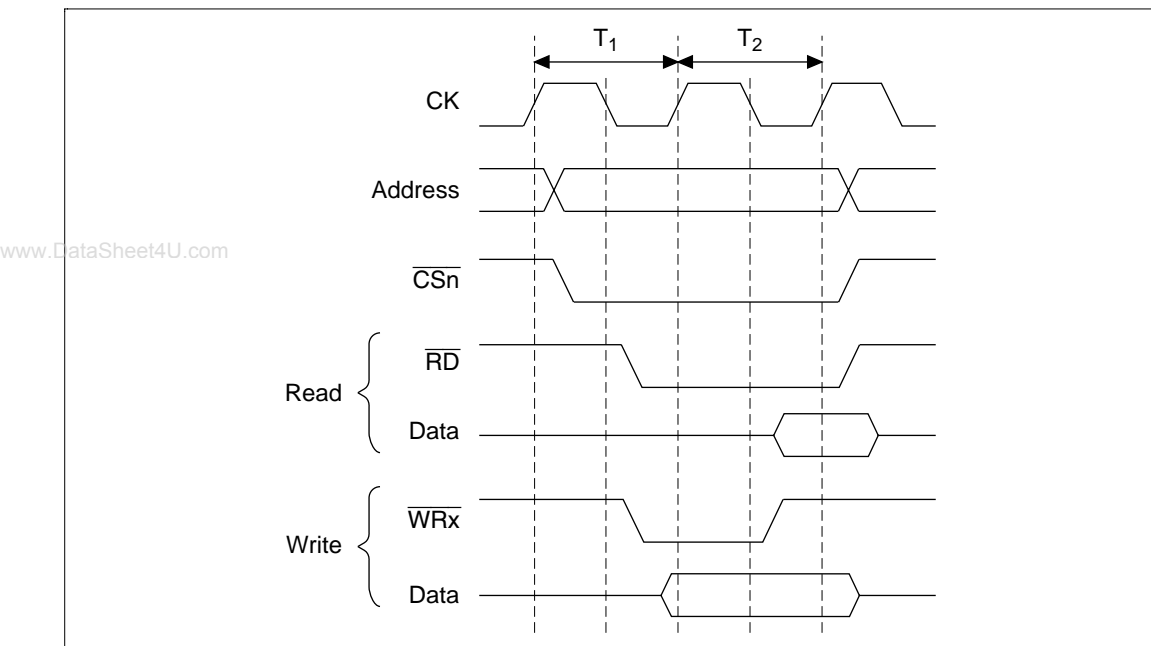 T1 T2
CK
Address
www.DataSheet4U.com
CSn
RD
Read
Data
WRx
Write
Data